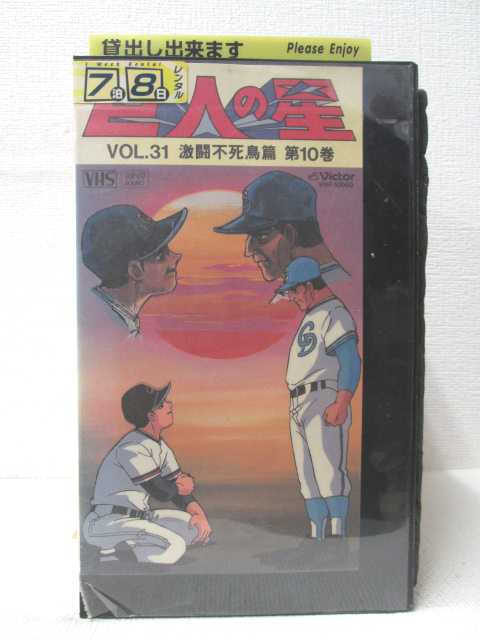 貸出し出来ます Please Enjoy
1 Week Rental
7泊8日 レンタル
巨人の星
VOL.31 激闘不死鳥篇 第10巻
VHS Victor